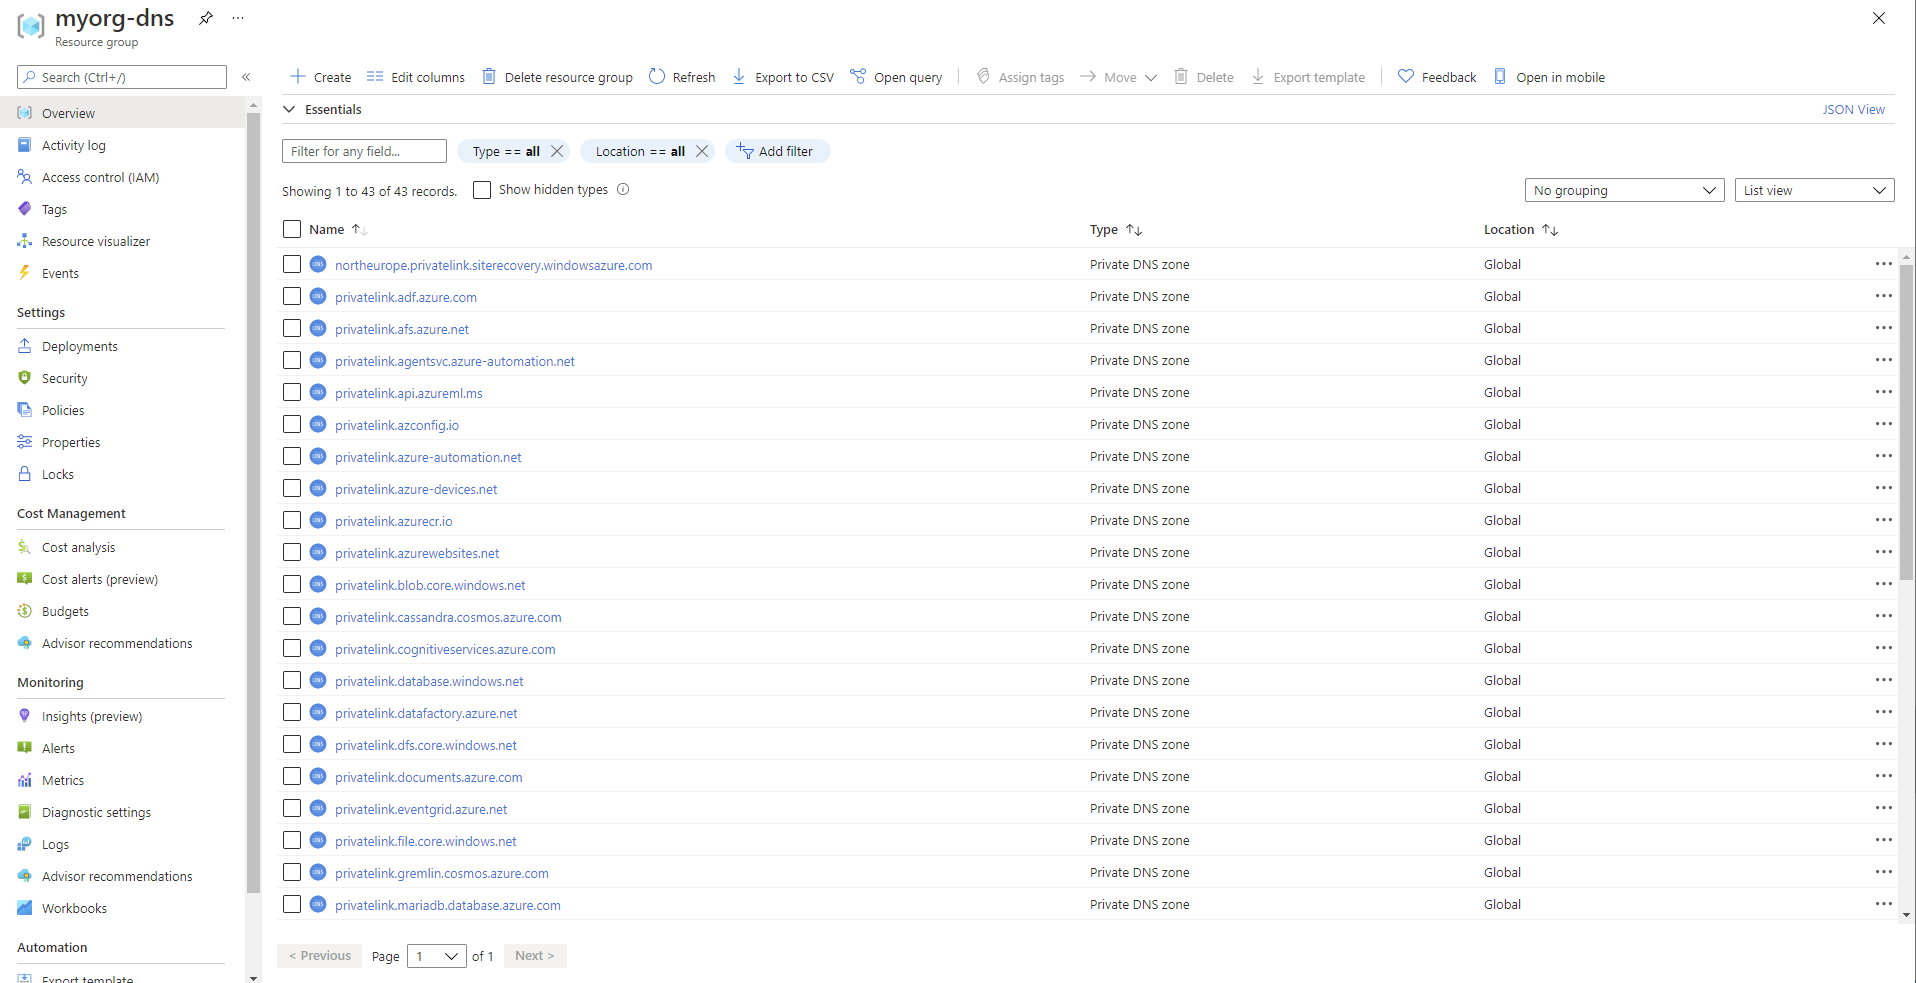 myorg-dns
Resource group
Search (Ctrl+/)
Overview
Activity log
Access control (IAM)
Tags
Resource visualizer
Events
Settings
Deployments
Security
Policies
Properties
Locks
Cost Management
Cost analysis
Cost alerts (preview)
Budgets
Advisor recommendations
Monitoring
Insights (preview)
Alerts
Metrics
Diagnostic settings
Logs
Advisor recommendations
Workbooks
Automation
Export template
Create Edit columns Delete resource group Refresh Export to CSV Open query Assign tags Move Delete Export template Feedback Open in mobile
Essentials JSON View
Filter for any field... Type == all Location == all Add filter
Showing 1 to 43 of 43 records. Show hidden types No grouping List view
Name Type Location
northeurope.privatelink.siterecovery.windowsazure.com Private DNS zone Global
privatelink.adf.azure.com Private DNS zone Global
privatelink.afs.azure.net Private DNS zone Global
privatelink.agentsvc.azure-automation.net Private DNS zone Global
privatelink.api.azureml.ms Private DNS zone Global
privatelink.azconfig.io Private DNS zone Global
privatelink.azure-automation.net Private DNS zone Global
privatelink.azure-devices.net Private DNS zone Global
privatelink.azurecr.io Private DNS zone Global
privatelink.azurewebsites.net Private DNS zone Global
privatelink.blob.core.windows.net Private DNS zone Global
privatelink.cassandra.cosmos.azure.com Private DNS zone Global
privatelink.cognitiveservices.azure.com Private DNS zone Global
privatelink.database.windows.net Private DNS zone Global
privatelink.datafactory.azure.net Private DNS zone Global
privatelink.dfs.core.windows.net Private DNS zone Global
privatelink.documents.azure.com Private DNS zone Global
privatelink.eventgrid.azure.net Private DNS zone Global
privatelink.file.core.windows.net Private DNS zone Global
privatelink.gremlin.cosmos.azure.com Private DNS zone Global
privatelink.mariadb.database.azure.com Private DNS zone Global
< Previous Page 1 of 1 Next >